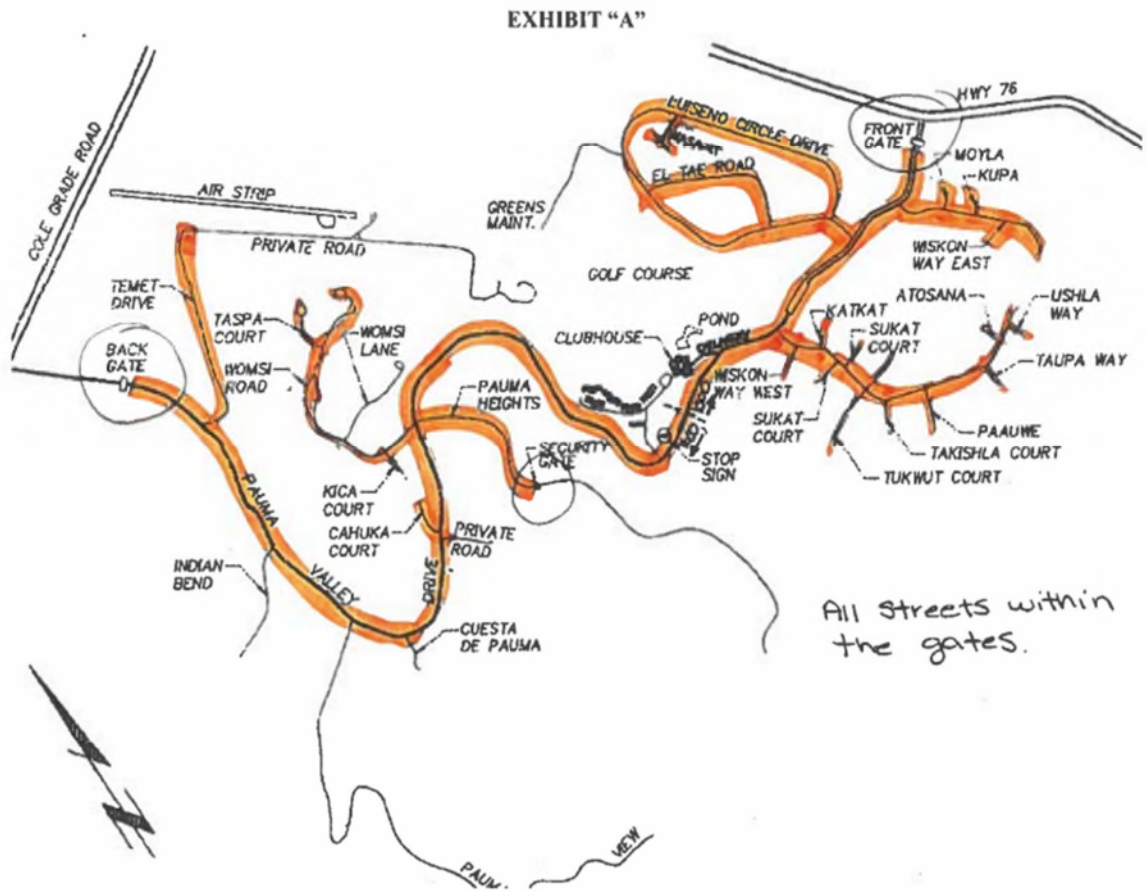 EXHIBIT “A”
HWY 76
FRONT
GATE
MOYLA
KUPA
LUISENO CIRCLE DRIVE
EL TAE ROAD
COLE GRADE ROAD
AIR STRIP
PRIVATE ROAD
GREENS
MAINT.
WISKON
WAY EAST
GOLF COURSE
TEMET
DRIVE
TASPA
COURT
WOMSI
LANE
WOMSI
ROAD
BACK
GATE
CLUBHOUSE
POND
KATKAT
SUKAT
COURT
ATOSANA
USHLA
WAY
TAUPA WAY
PAUMA
HEIGHTS
WISKON
WAY WEST
SUKAT
COURT
PAAUWE
TAKISHLA COURT
TUKWUT COURT
SECURITY
GATE
STOP
SIGN
KICA
COURT
CAHUKA
COURT
PRIVATE
ROAD
PAUMA
VALLEY
DRIVE
INDIAN
BEND
CUESTA
DE PAUMA
All streets within
the gates.
VIEW